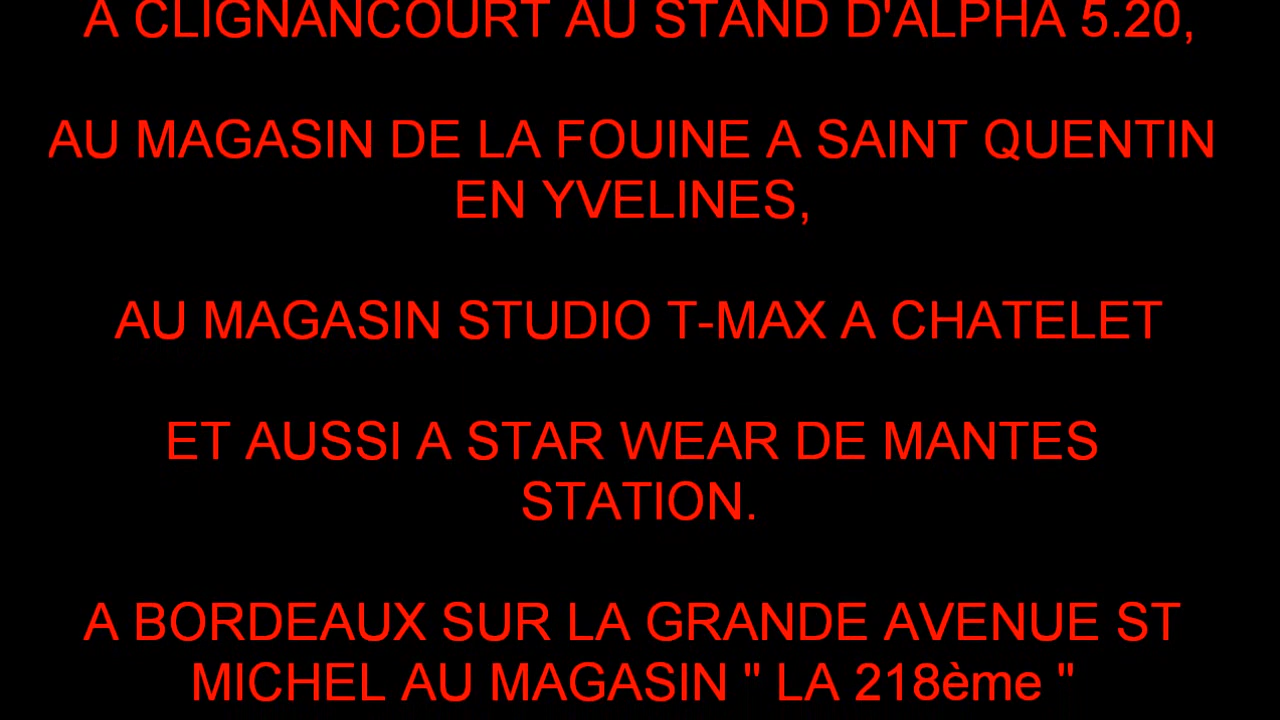 A CLIGNANCOURT AU STAND D'ALPHA 5.20,
AU MAGASIN DE LA FOUINE A SAINT QUENTIN
EN YVELINES,
AU MAGASIN STUDIO T-MAX A CHATELET
ET AUSSI A STAR WEAR DE MANTES
STATION.
A BORDEAUX SUR LA GRANDE AVENUE ST
MICHEL AU MAGASIN " LA 218ème "